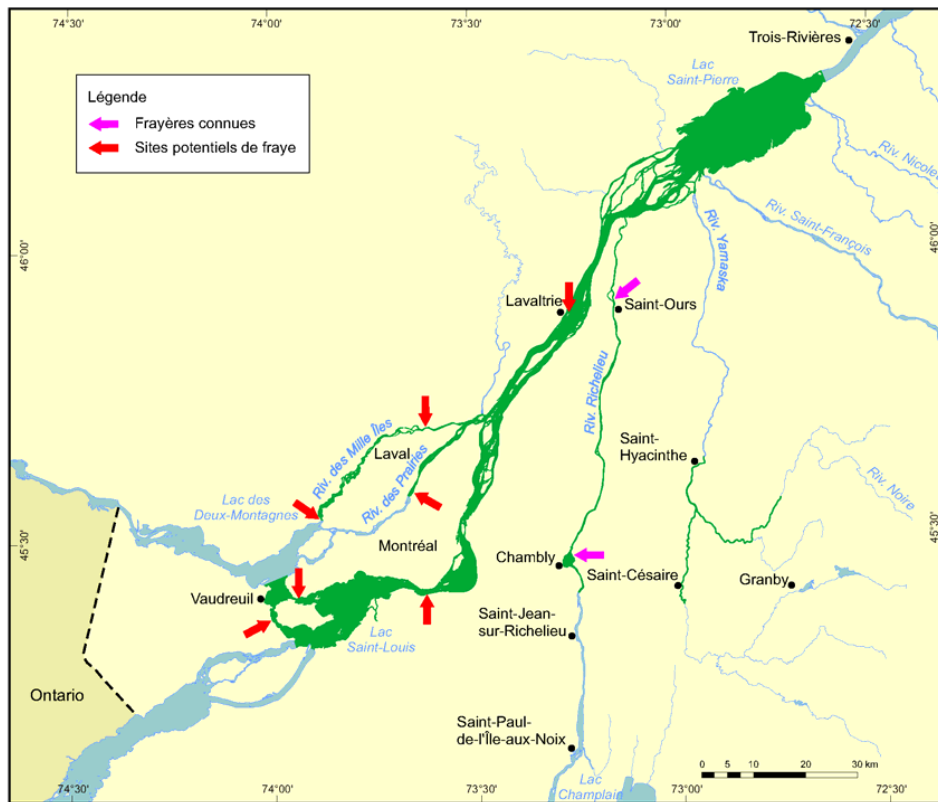 74°30'
74°00'
73°30'
73°00'
72°30'
Trois-Rivières
Lac
Saint-Pierre
Légende
Frayères connues
Sites potentiels de fraye
Riv. Nicolet
Riv. Saint-François
Riv. Yamaska
46°00'
46°00'
Lavaltrie
Saint-Ours
Riv. Richelieu
Riv. des Mille Îles
Laval
Riv. des Prairies
Saint-
Hyacinthe
Riv. Noire
Lac des
Deux-Montagnes
45°30'
45°30'
Montréal
Chambly
Saint-Césaire
Granby
Vaudreuil
Saint-Jean-
sur-Richelieu
Lac
Saint-Louis
Ontario
Saint-Paul-
de-l'Île-aux-Noix
Lac
Champlain
0 5 10 20 30 km
74°30'
74°00'
73°30'
73°00'
72°30'